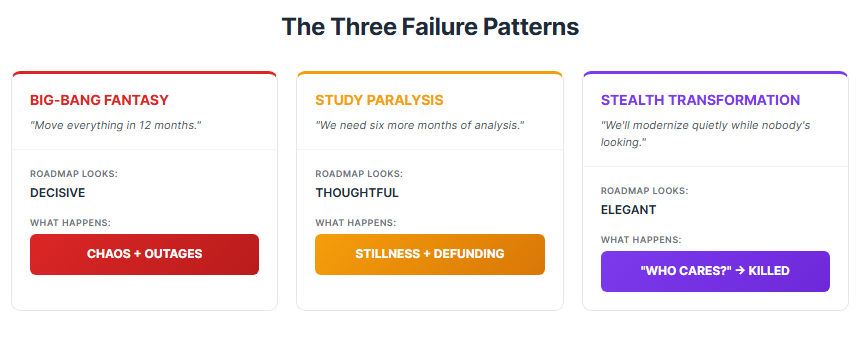 The Three Failure Patterns
BIG-BANG FANTASY
"Move everything in 12 months."
ROADMAP LOOKS:
DECISIVE
WHAT HAPPENS:
CHAOS + OUTAGES
STUDY PARALYSIS
"We need six more months of analysis."
ROADMAP LOOKS:
THOUGHTFUL
WHAT HAPPENS:
STILLNESS + DEFUNDING
STEALTH TRANSFORMATION
"We'll modernize quietly while nobody's
looking."
ROADMAP LOOKS:
ELEGANT
WHAT HAPPENS:
"WHO CARES?" → KILLED